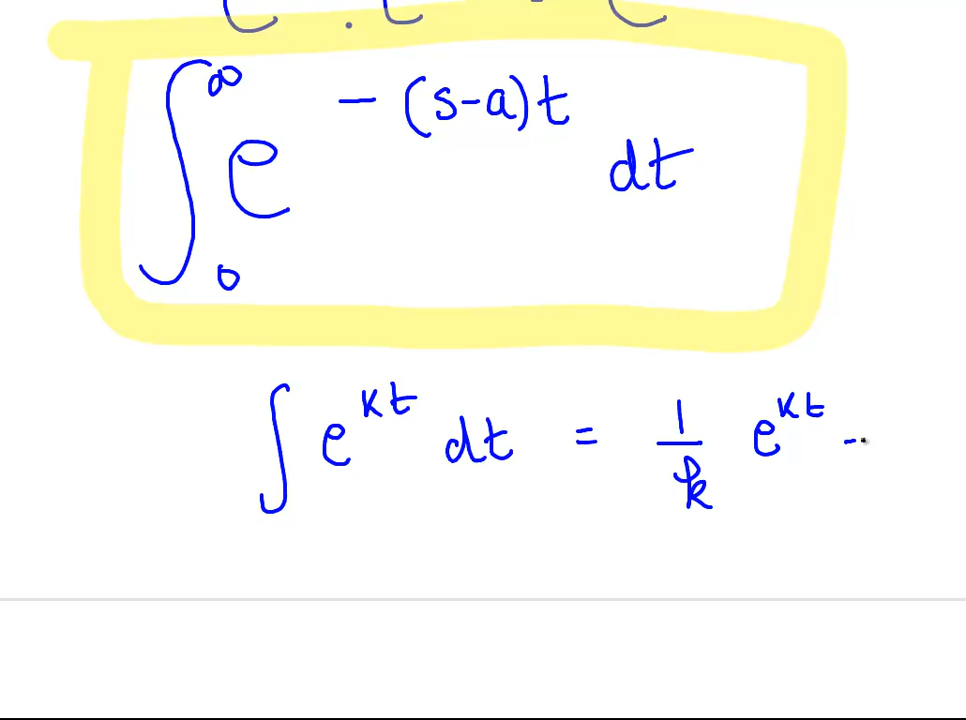 ∫₀^∞ e^{-(s-a)t} dt
∫ e^{kt} dt = 1/k e^{kt} -